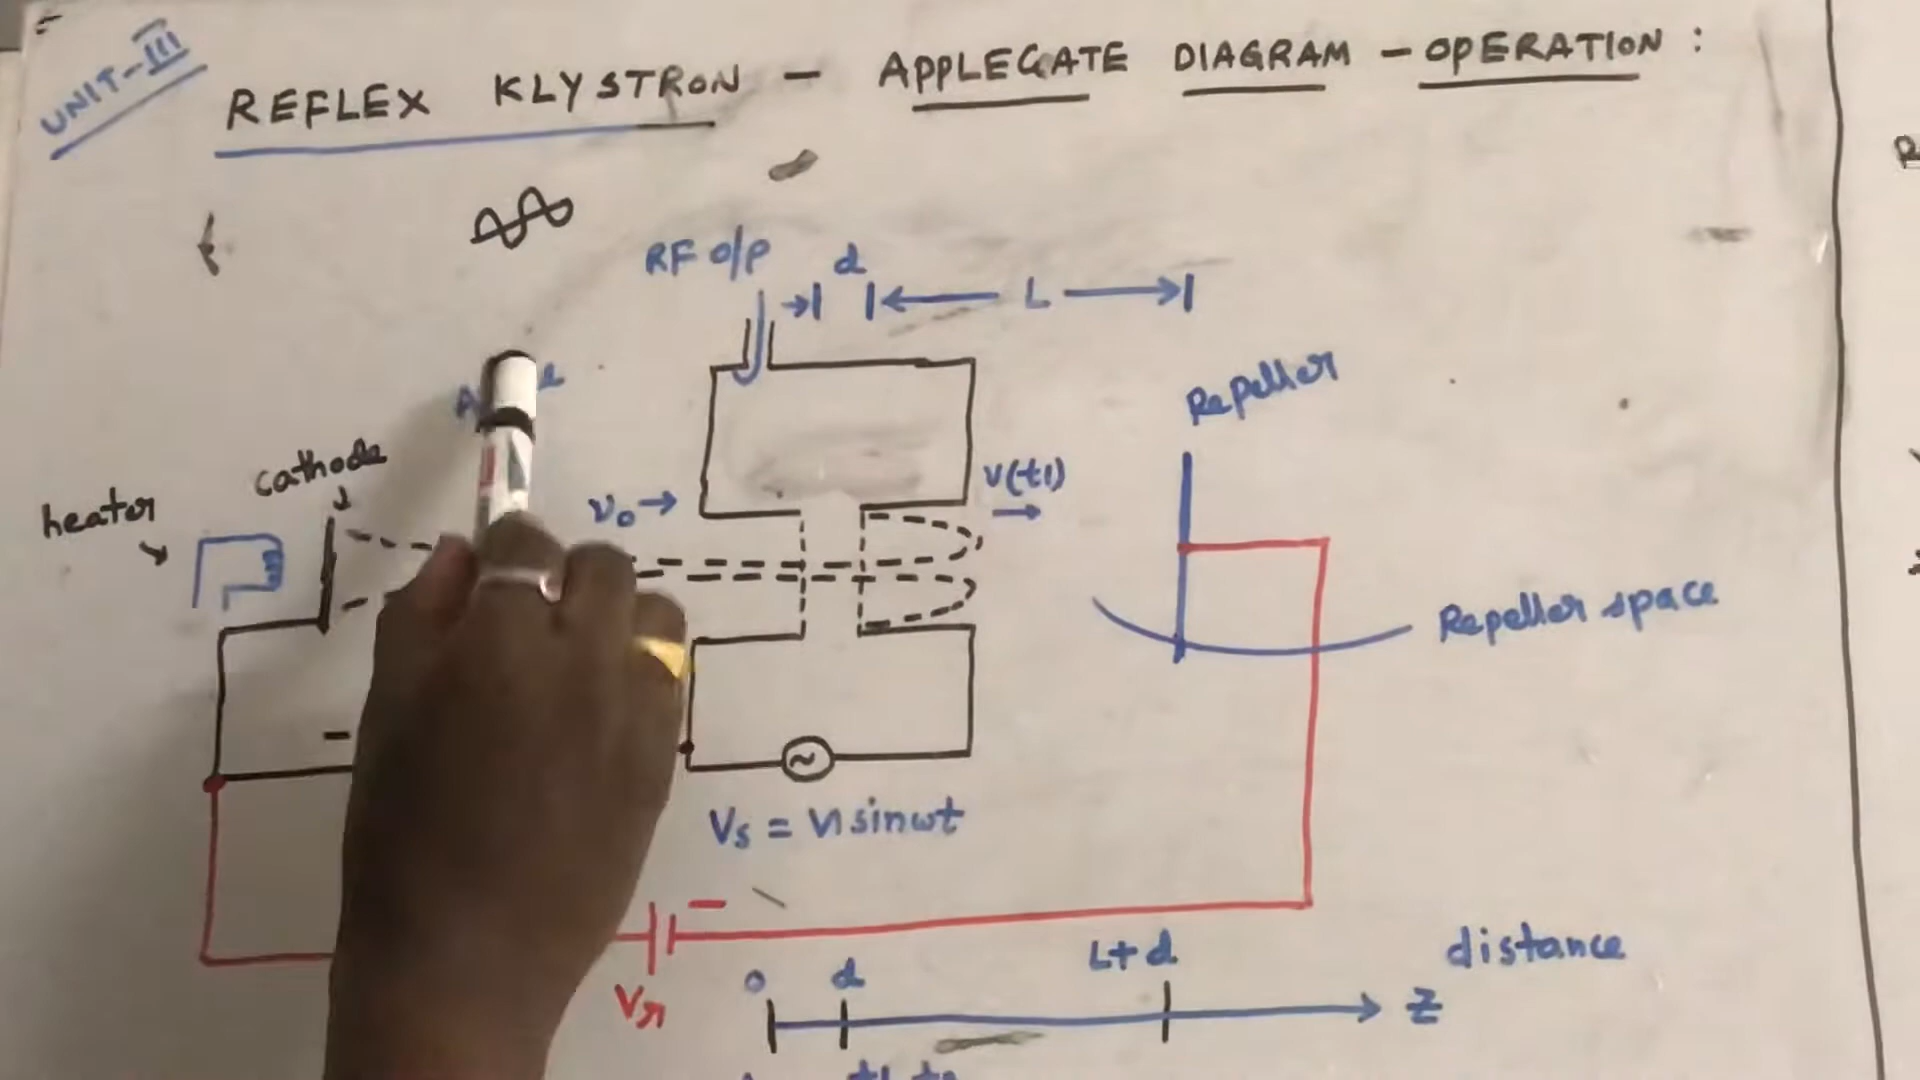 UNIT-III
REFLEX KLYSTRON - APPLEGATE DIAGRAM - OPERATION :
RF o/p
d
L
Repeller
cathode
heater
v₀ →
v(t1)
Repeller space
-
~
Vs = V1 sinωt
-
Vr
0
d
L+d
distance
z